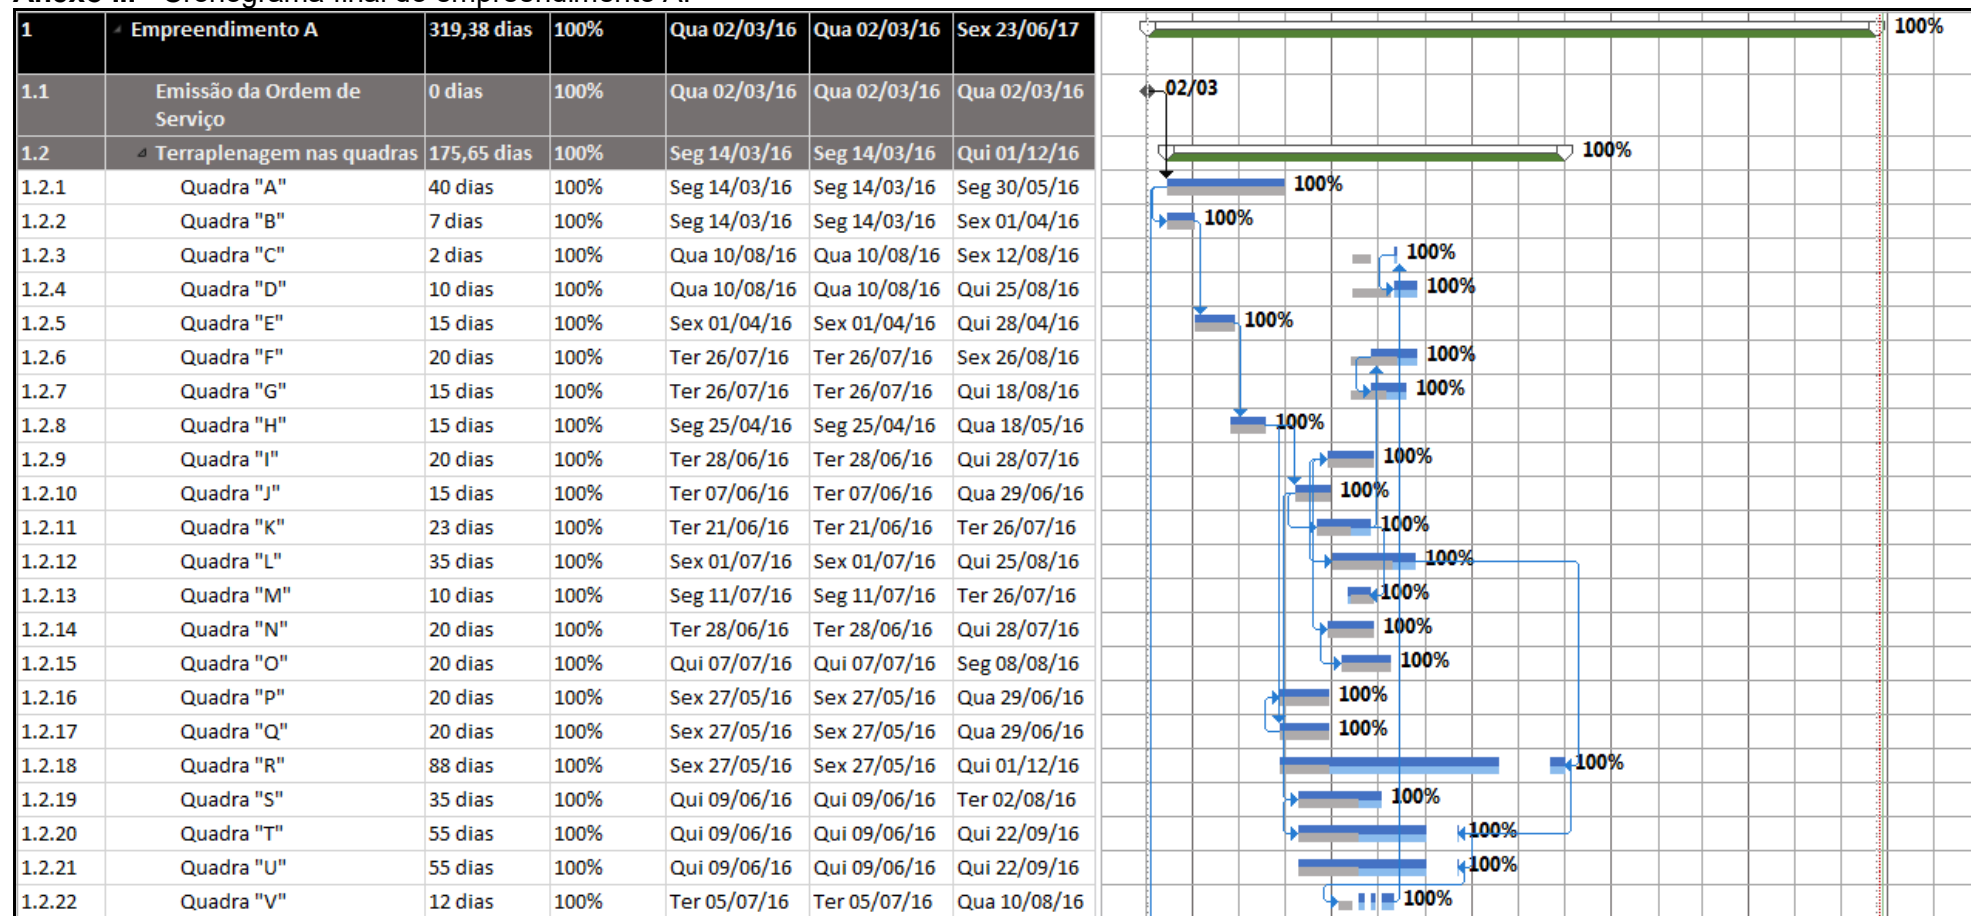 Anexo III - Cronograma final do empreendimento A.
1 Empreendimento A 319,38 dias 100% Qua 02/03/16 Qua 02/03/16 Sex 23/06/17 100%
1.1 Emissão da Ordem de Serviço 0 dias 100% Qua 02/03/16 Qua 02/03/16 Qua 02/03/16 02/03
1.2 Terraplenagem nas quadras 175,65 dias 100% Seg 14/03/16 Seg 14/03/16 Qui 01/12/16 100%
1.2.1 Quadra "A" 40 dias 100% Seg 14/03/16 Seg 14/03/16 Seg 30/05/16 100%
1.2.2 Quadra "B" 7 dias 100% Seg 14/03/16 Seg 14/03/16 Sex 01/04/16 100%
1.2.3 Quadra "C" 2 dias 100% Qua 10/08/16 Qua 10/08/16 Sex 12/08/16 100%
1.2.4 Quadra "D" 10 dias 100% Qua 10/08/16 Qua 10/08/16 Qui 25/08/16 100%
1.2.5 Quadra "E" 15 dias 100% Sex 01/04/16 Sex 01/04/16 Qui 28/04/16 100%
1.2.6 Quadra "F" 20 dias 100% Ter 26/07/16 Ter 26/07/16 Sex 26/08/16 100%
1.2.7 Quadra "G" 15 dias 100% Ter 26/07/16 Ter 26/07/16 Qui 18/08/16 100%
1.2.8 Quadra "H" 15 dias 100% Seg 25/04/16 Seg 25/04/16 Qua 18/05/16 100%
1.2.9 Quadra "I" 20 dias 100% Ter 28/06/16 Ter 28/06/16 Qui 28/07/16 100%
1.2.10 Quadra "J" 15 dias 100% Ter 07/06/16 Ter 07/06/16 Qua 29/06/16 100%
1.2.11 Quadra "K" 23 dias 100% Ter 21/06/16 Ter 21/06/16 Ter 26/07/16 100%
1.2.12 Quadra "L" 35 dias 100% Sex 01/07/16 Sex 01/07/16 Qui 25/08/16 100%
1.2.13 Quadra "M" 10 dias 100% Seg 11/07/16 Seg 11/07/16 Ter 26/07/16 100%
1.2.14 Quadra "N" 20 dias 100% Ter 28/06/16 Ter 28/06/16 Qui 28/07/16 100%
1.2.15 Quadra "O" 20 dias 100% Qui 07/07/16 Qui 07/07/16 Seg 08/08/16 100%
1.2.16 Quadra "P" 20 dias 100% Sex 27/05/16 Sex 27/05/16 Qua 29/06/16 100%
1.2.17 Quadra "Q" 20 dias 100% Sex 27/05/16 Sex 27/05/16 Qua 29/06/16 100%
1.2.18 Quadra "R" 88 dias 100% Sex 27/05/16 Sex 27/05/16 Qui 01/12/16 100%
1.2.19 Quadra "S" 35 dias 100% Qui 09/06/16 Qui 09/06/16 Ter 02/08/16 100%
1.2.20 Quadra "T" 55 dias 100% Qui 09/06/16 Qui 09/06/16 Qui 22/09/16 100%
1.2.21 Quadra "U" 55 dias 100% Qui 09/06/16 Qui 09/06/16 Qui 22/09/16 100%
1.2.22 Quadra "V" 12 dias 100% Ter 05/07/16 Ter 05/07/16 Qua 10/08/16 100%